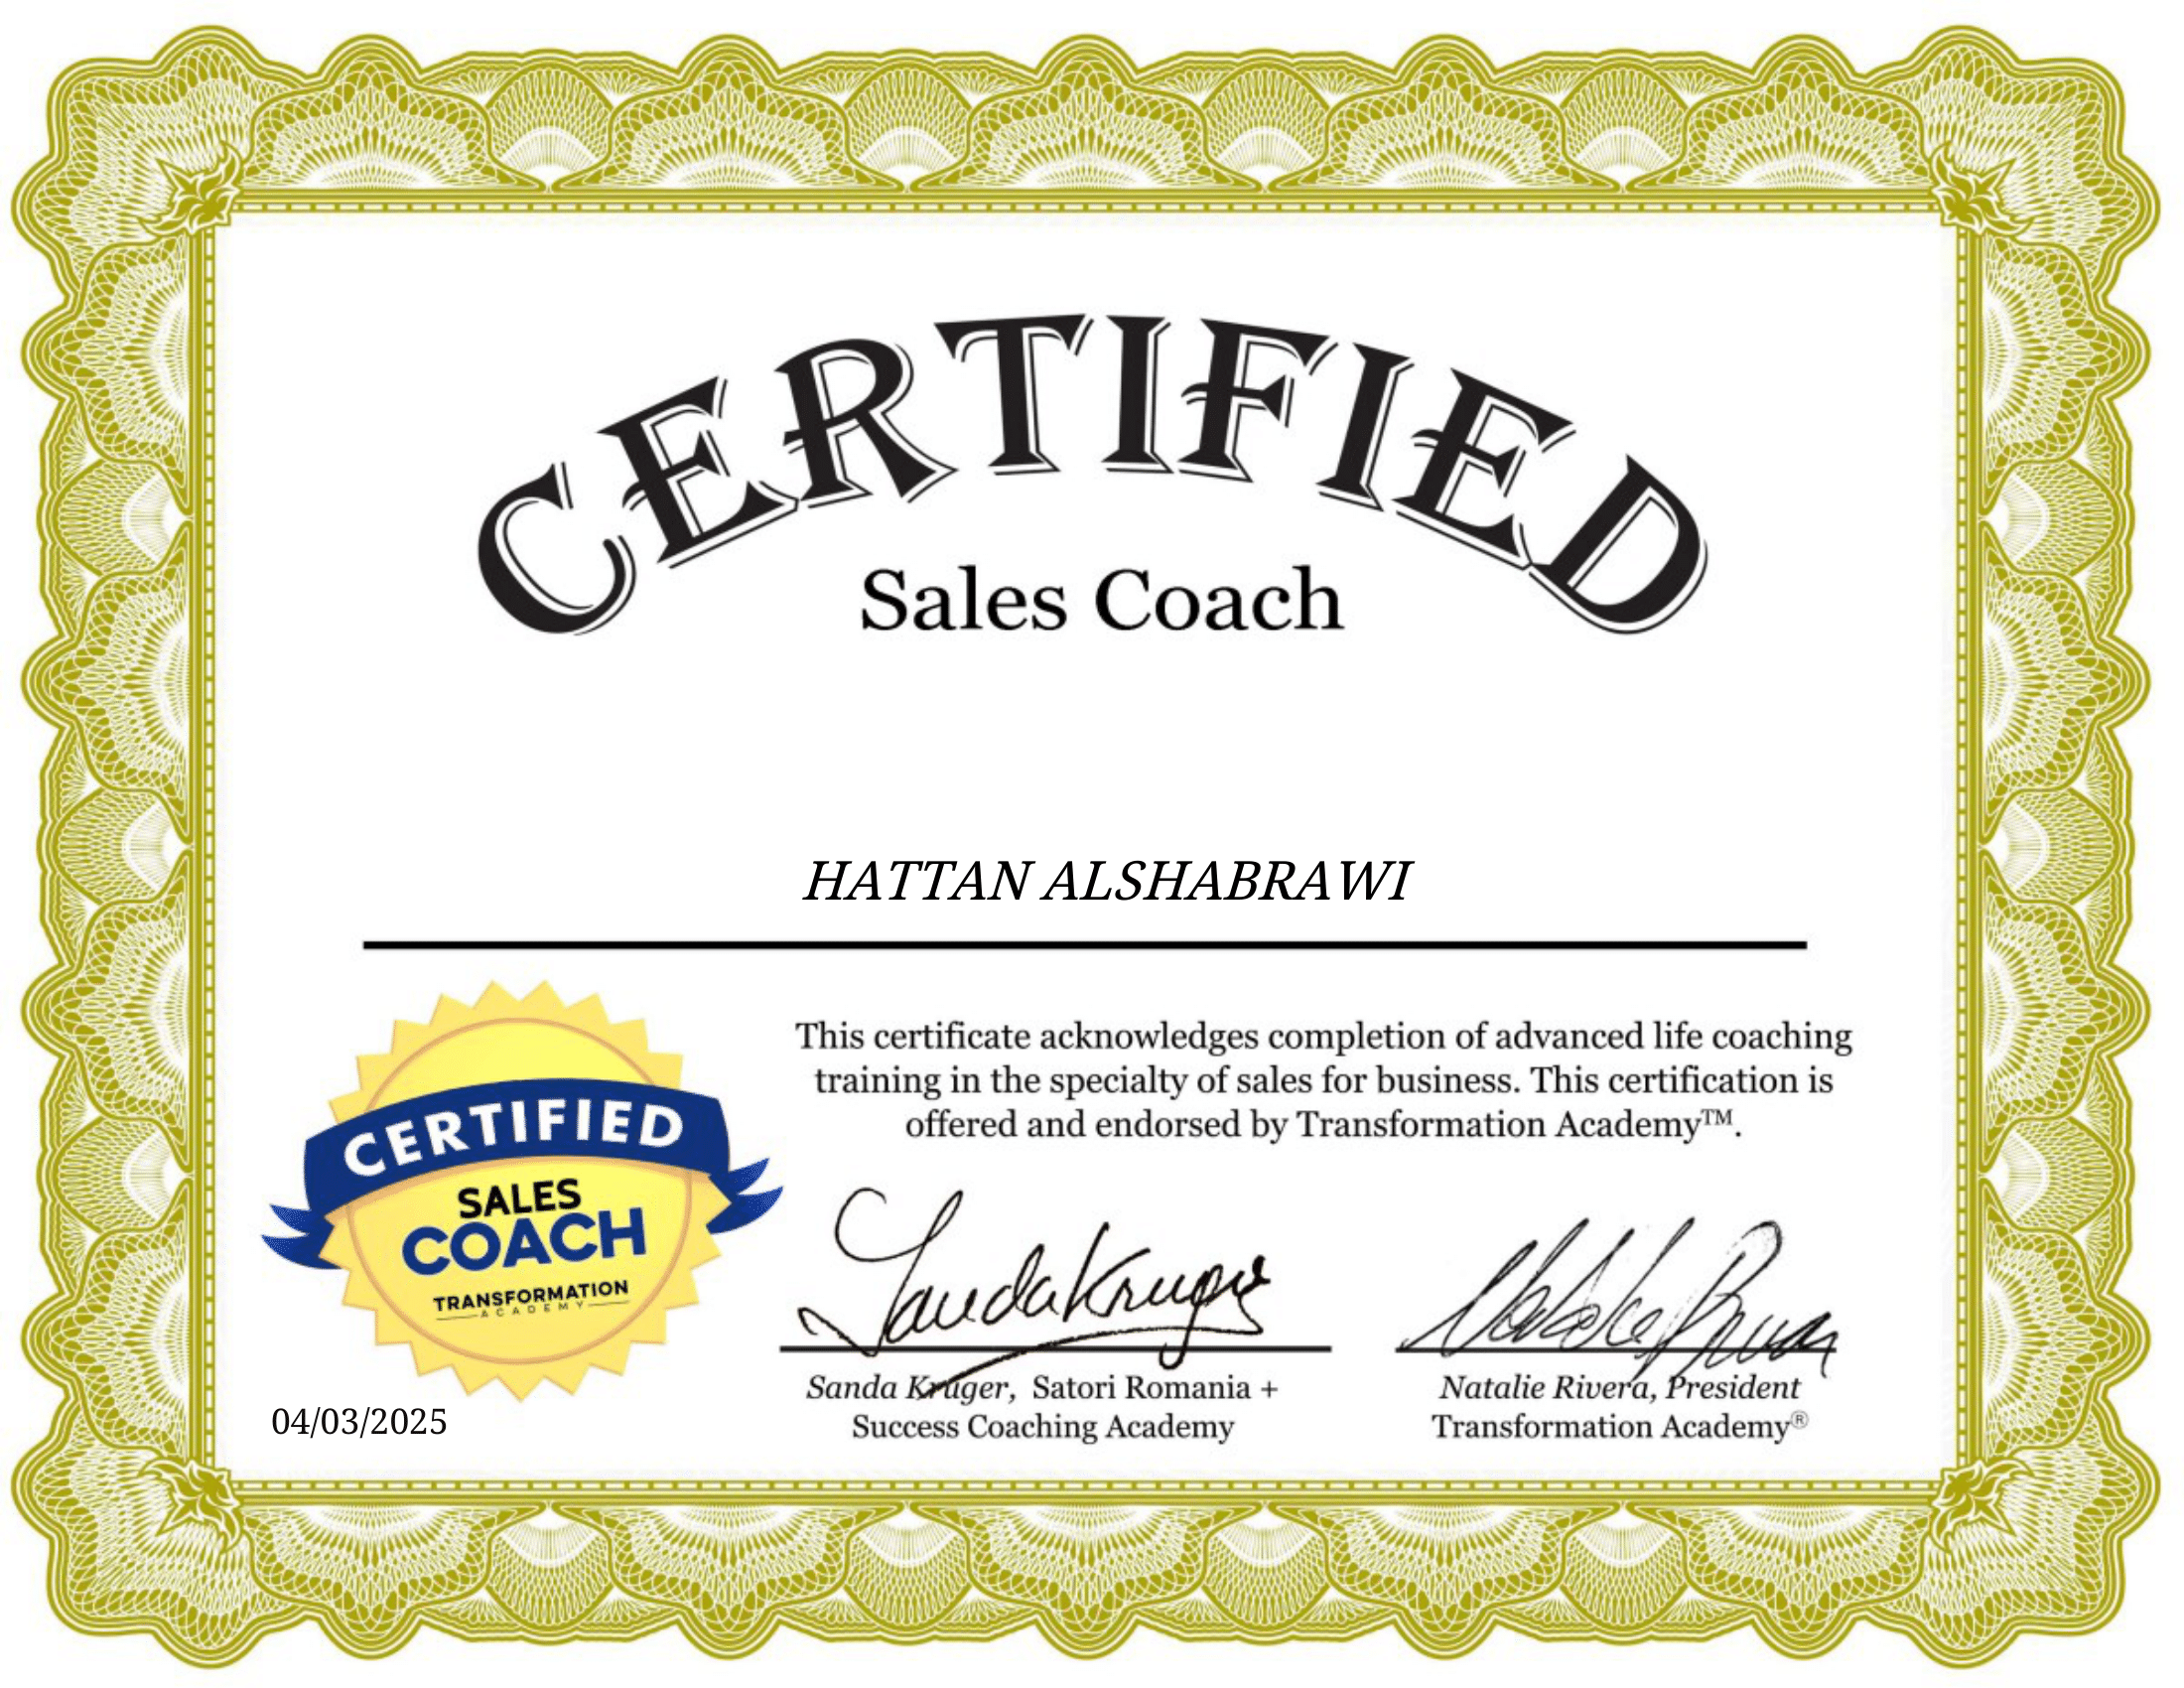 CERTIFIED
Sales Coach
HATTAN ALSHABRAWI
This certificate acknowledges completion of advanced life coaching
training in the specialty of sales for business. This certification is
offered and endorsed by Transformation Academy™.
CERTIFIED
SALES
COACH
TRANSFORMATION
ACADEMY
Sanda Kruger
Natalie Rivera
Sanda Kruger, Satori Romania +
Success Coaching Academy
Natalie Rivera, President
Transformation Academy®
04/03/2025